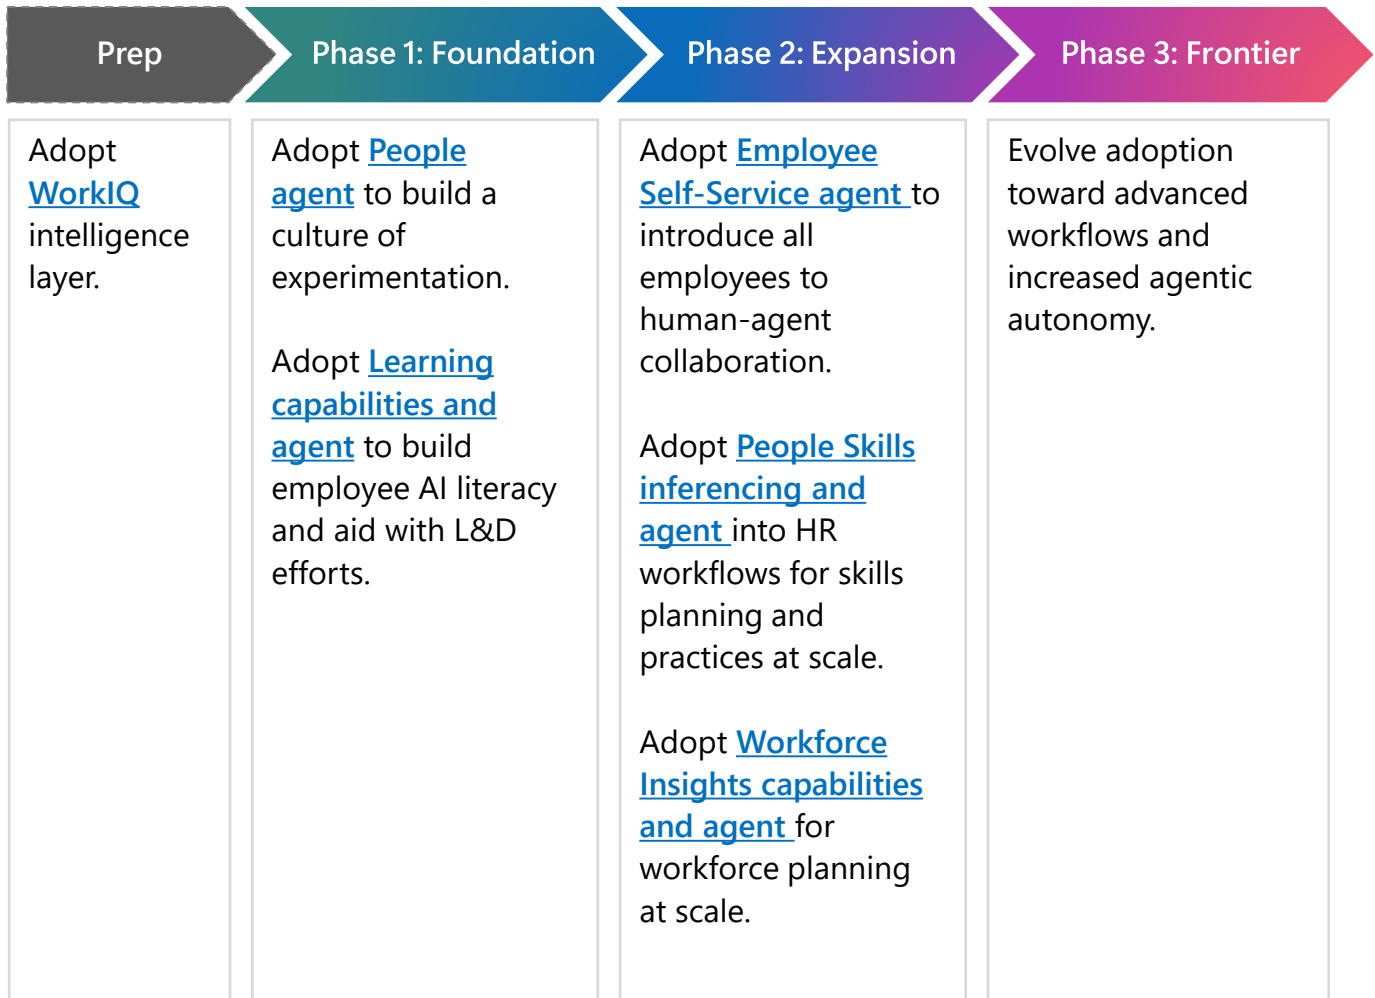 Prep
Phase 1: Foundation
Phase 2: Expansion
Phase 3: Frontier
Adopt
WorkIQ
intelligence
layer.
Adopt People
agent to build a
culture of
experimentation.
Adopt Learning
capabilities and
agent to build
employee AI literacy
and aid with L&D
efforts.
Adopt Employee
Self-Service agent to
introduce all
employees to
human-agent
collaboration.
Adopt People Skills
inferencing and
agent into HR
workflows for skills
planning and
practices at scale.
Adopt Workforce
Insights capabilities
and agent for
workforce planning
at scale.
Evolve adoption
toward advanced
workflows and
increased agentic
autonomy.